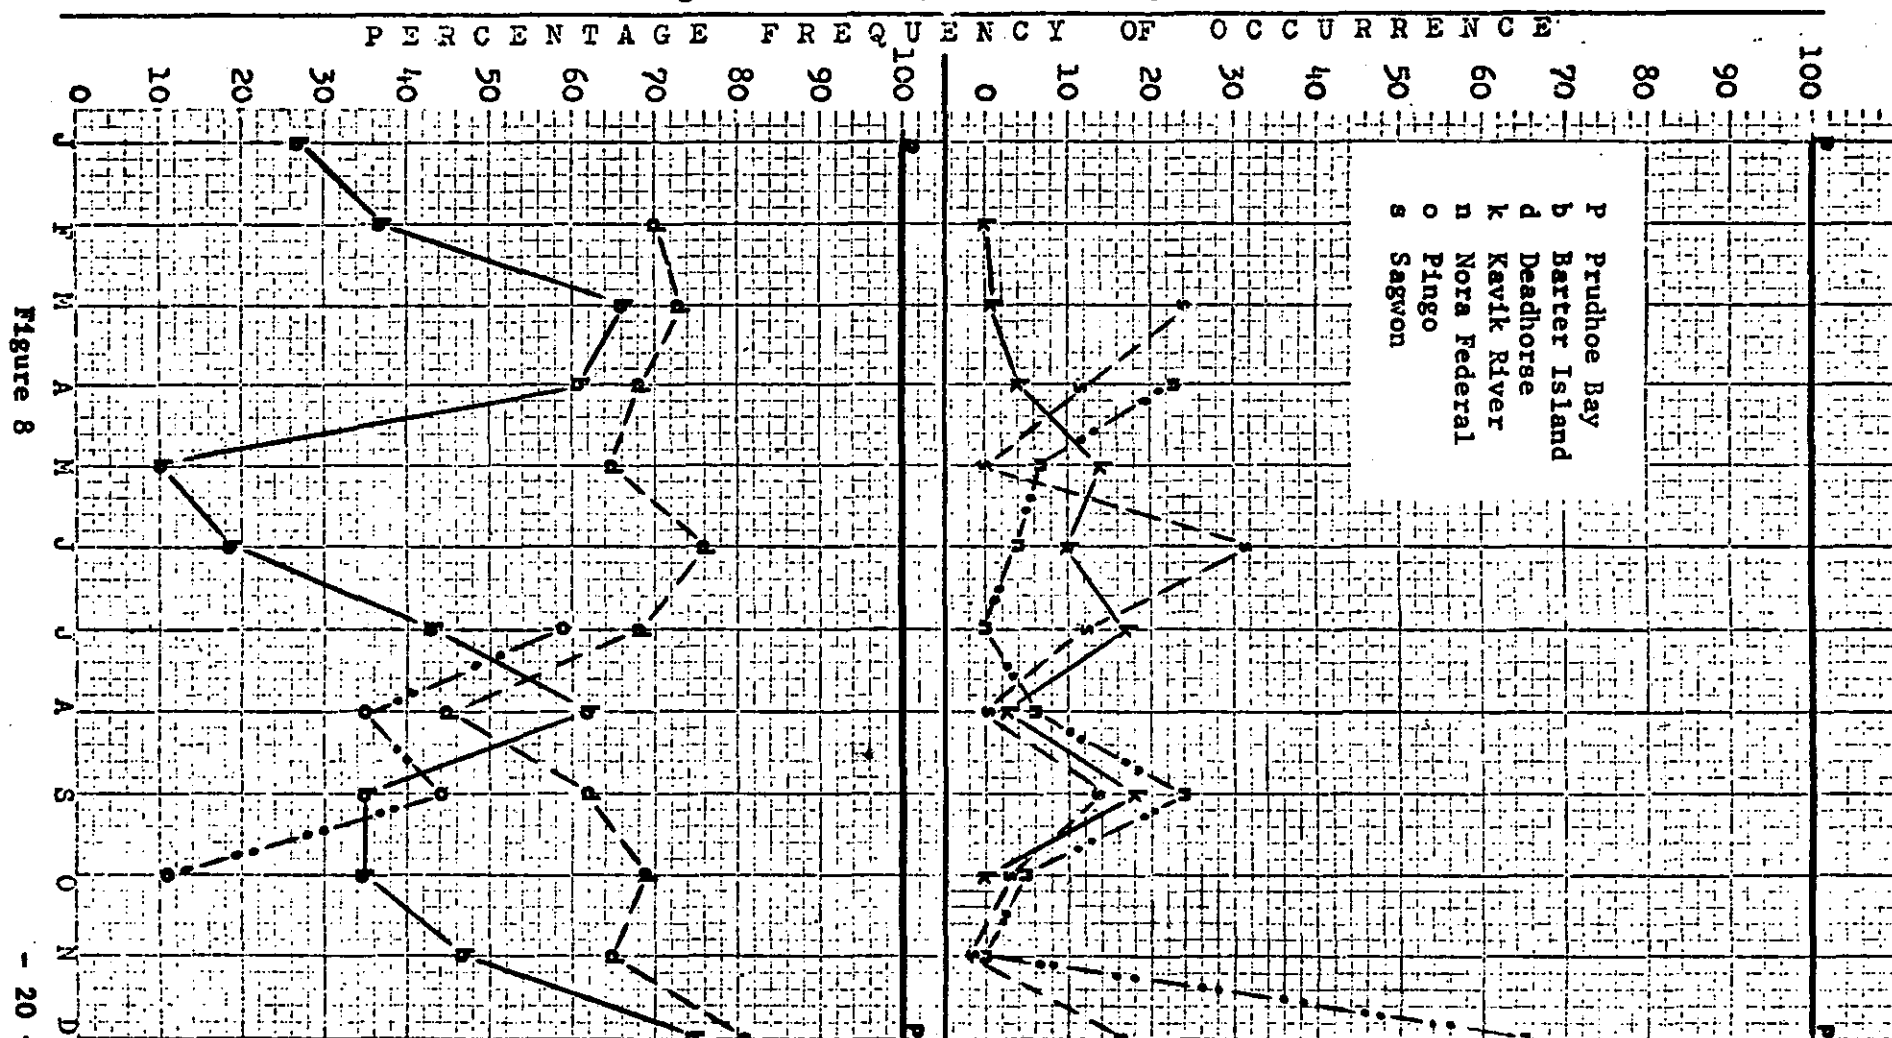 PERCENTAGE FREQUENCY OF OCCURRENCE
0 10 20 30 40 50 60 70 80 90 100
0 10 20 30 40 50 60 70 80 90 100
P Prudhoe Bay
b Barter Island
d Deadhorse
k Kavik River
n Nora Federal
o Pingo
s Sagwon
J F M A M J J A S O N D
Figure 8
- 20 -